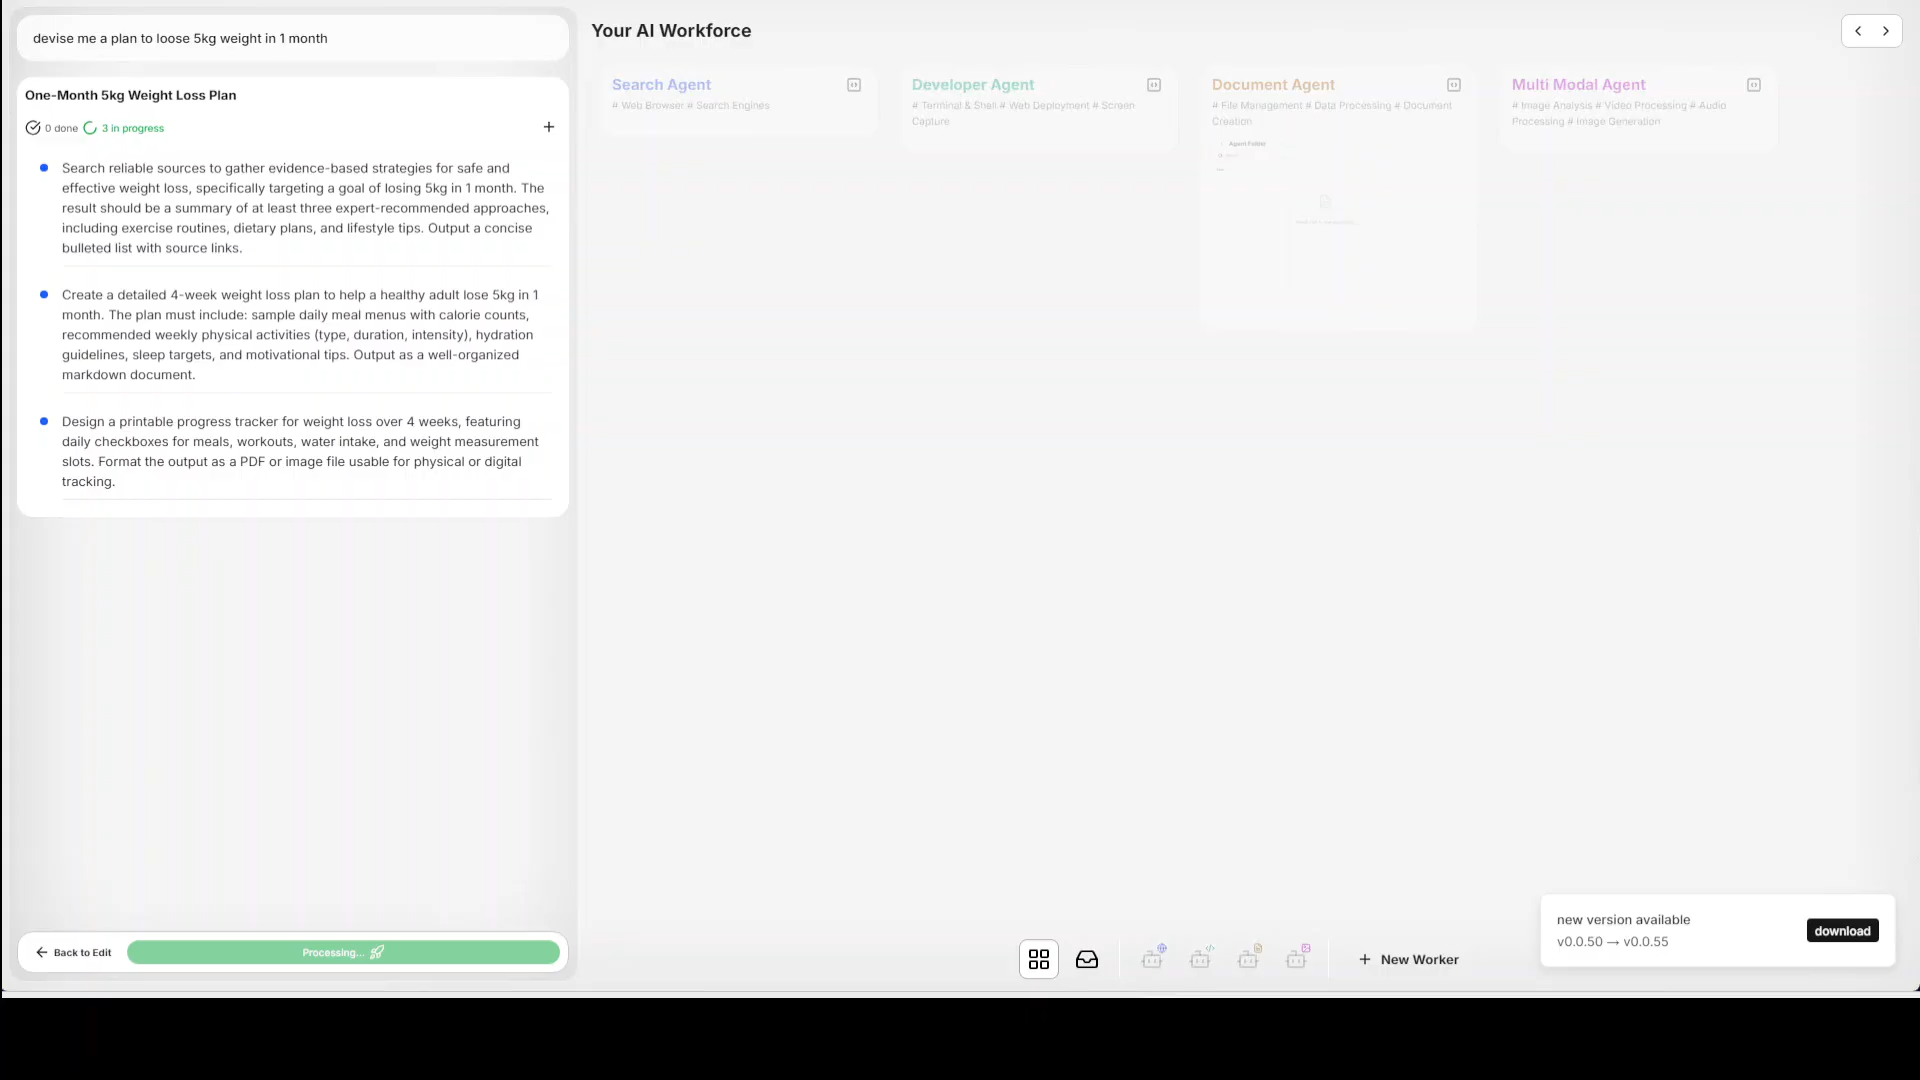 devise me a plan to loose 5kg weight in 1 month
One-Month 5kg Weight Loss Plan
0 done 3 in progress
Search reliable sources to gather evidence-based strategies for safe and
effective weight loss, specifically targeting a goal of losing 5kg in 1 month. The
result should be a summary of at least three expert-recommended approaches,
including exercise routines, dietary plans, and lifestyle tips. Output a concise
bulleted list with source links.
Create a detailed 4-week weight loss plan to help a healthy adult lose 5kg in 1
month. The plan must include: sample daily meal menus with calorie counts,
recommended weekly physical activities (type, duration, intensity), hydration
guidelines, sleep targets, and motivational tips. Output as a well-organized
markdown document.
Design a printable progress tracker for weight loss over 4 weeks, featuring
daily checkboxes for meals, workouts, water intake, and weight measurement
slots. Format the output as a PDF or image file usable for physical or digital
tracking.
Back to Edit
Processing...
Your AI Workforce
Search Agent
# Web Browser # Search Engines
Developer Agent
# Terminal & Shell # Web Deployment # Screen
Capture
Document Agent
# File Management # Data Processing # Document
Creation
Agent Folder
Multi Modal Agent
# Image Analysis # Video Processing # Audio
Processing # Image Generation
+ New Worker
new version available
v0.0.50 → v0.0.55
download